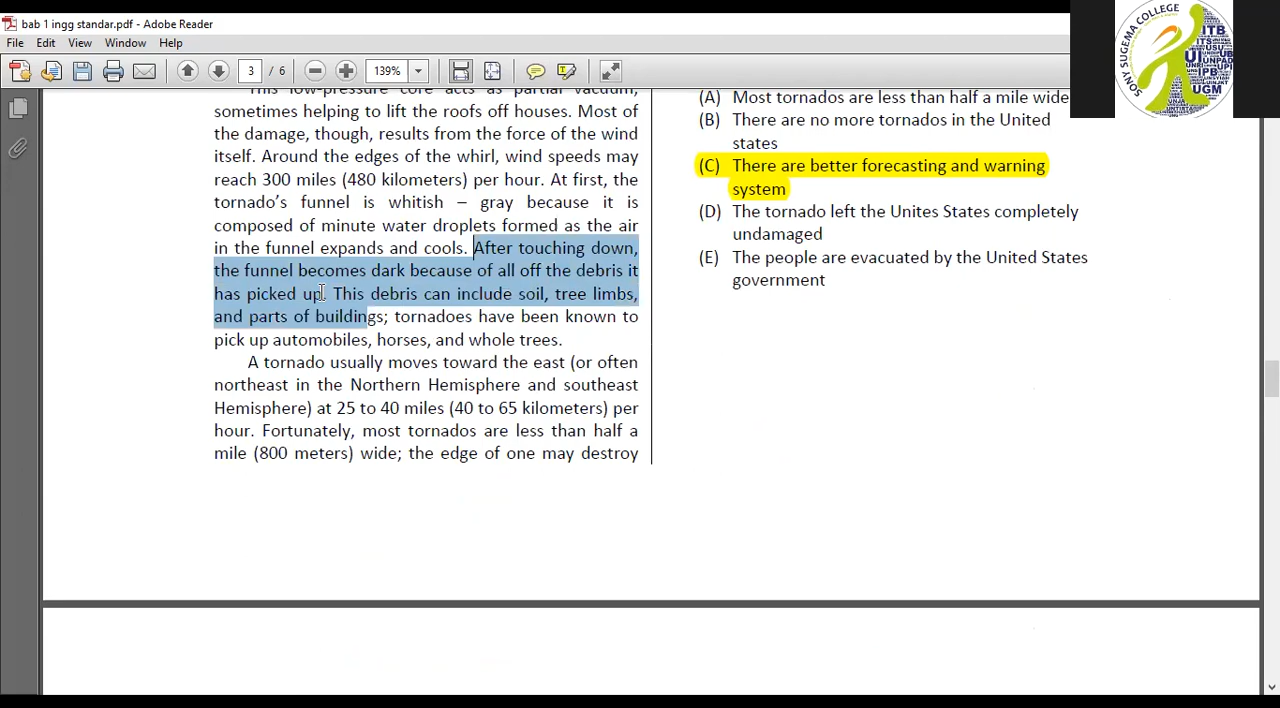 bab 1 ingg standar.pdf - Adobe Reader
File Edit View Window Help
3 / 6 139%
SONY SUGEMA COLLEGE
ITB
UI
IPB
UGM
This low-pressure core acts as partial vacuum,
sometimes helping to lift the roof off houses. Most of
the damage, though, results from the force of the wind
itself. Around the edges of the whirl, wind speeds may
reach 300 miles (480 kilometers) per hour. At first, the
tornado's funnel is whitish – gray because it is
composed of minute water droplets formed as the air
in the funnel expands and cools. After touching down,
the funnel becomes dark because of all off the debris it
has picked up. This debris can include soil, tree limbs,
and parts of buildings; tornadoes have been known to
pick up automobiles, horses, and whole trees.
A tornado usually moves toward the east (or often
northeast in the Northern Hemisphere and southeast
Hemisphere) at 25 to 40 miles (40 to 65 kilometers) per
hour. Fortunately, most tornados are less than half a
mile (800 meters) wide; the edge of one may destroy
(A) Most tornados are less than half a mile wide
(B) There are no more tornados in the United
states
(C) There are better forecasting and warning
system
(D) The tornado left the Unites States completely
undamaged
(E) The people are evacuated by the United States
government